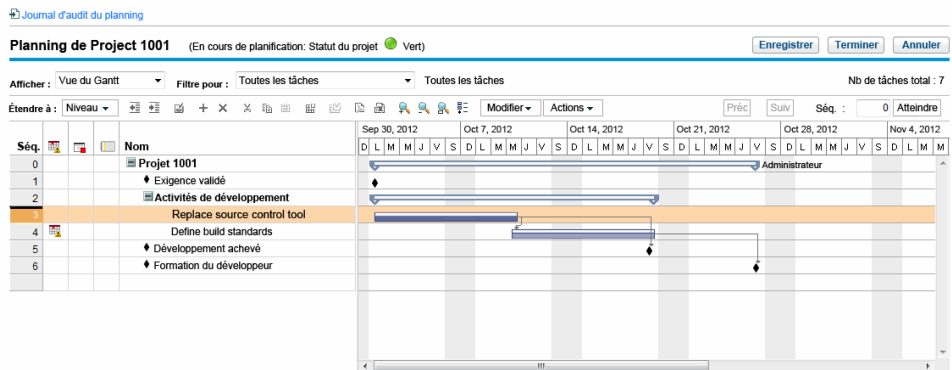 Journal d'audit du planning
Planning de Project 1001 (En cours de planification: Statut du projet Vert) Enregistrer Terminer Annuler
Afficher : Vue du Gantt Filtre pour : Toutes les tâches Toutes les tâches Nb de tâches total : 7
Étendre à : Niveau Modifier Actions Préc Suiv Séq. : 0 Atteindre
Sep 30, 2012 Oct 7, 2012 Oct 14, 2012 Oct 21, 2012 Oct 28, 2012 Nov 4, 2012
Séq. Nom D L M M J V S D L M M J V S D L M M J V S D L M M J V S D L M M J V S D L M M
0 Projet 1001 Administrateur
1 Exigence validé
2 Activités de développement
3 Replace source control tool
4 Define build standards
5 Développement achevé
6 Formation du développeur